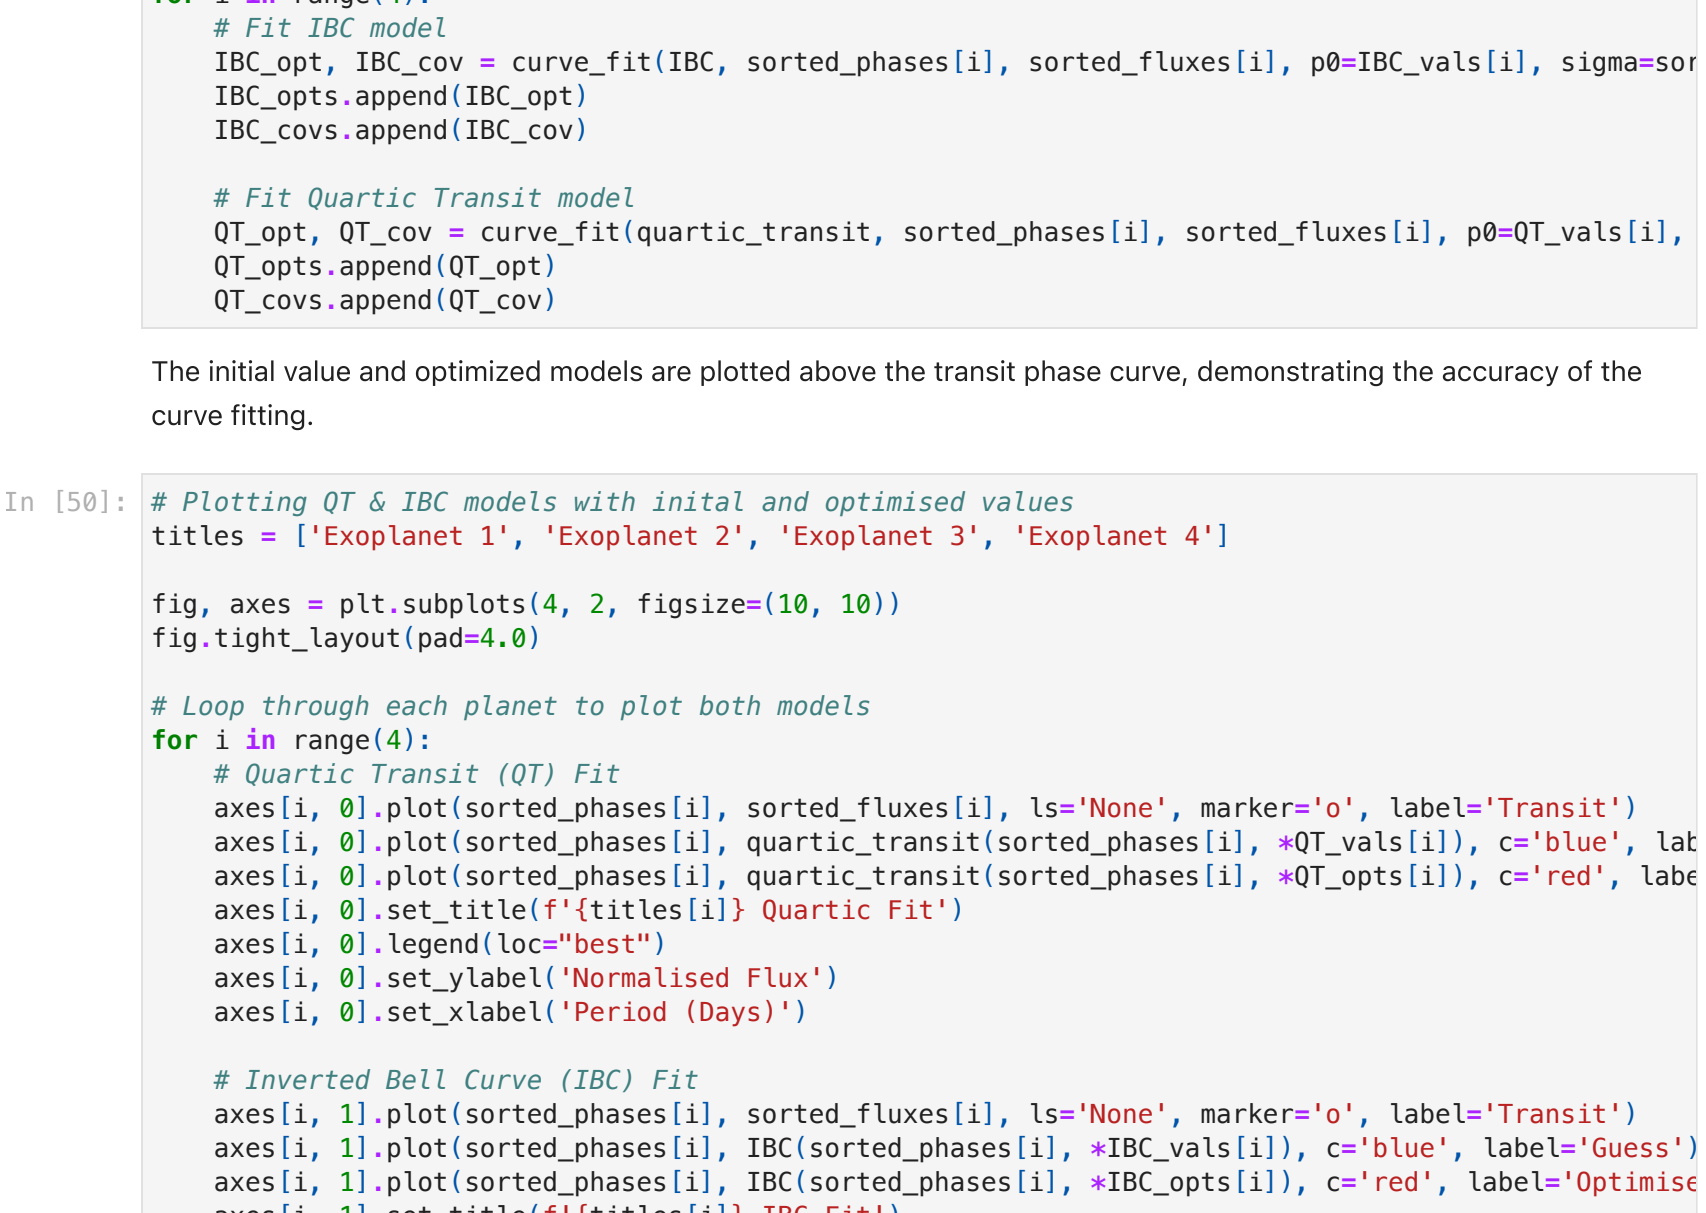 for i in range(4):
    # Fit IBC model
    IBC_opt, IBC_cov = curve_fit(IBC, sorted_phases[i], sorted_fluxes[i], p0=IBC_vals[i], sigma=sor
    IBC_opts.append(IBC_opt)
    IBC_covs.append(IBC_cov)
    # Fit Quartic Transit model
    QT_opt, QT_cov = curve_fit(quartic_transit, sorted_phases[i], sorted_fluxes[i], p0=QT_vals[i],
    QT_opts.append(QT_opt)
    QT_covs.append(QT_cov)
The initial value and optimized models are plotted above the transit phase curve, demonstrating the accuracy of the
curve fitting.
In [50]: # Plotting QT & IBC models with inital and optimised values
titles = ['Exoplanet 1', 'Exoplanet 2', 'Exoplanet 3', 'Exoplanet 4']
fig, axes = plt.subplots(4, 2, figsize=(10, 10))
fig.tight_layout(pad=4.0)
# Loop through each planet to plot both models
for i in range(4):
    # Quartic Transit (QT) Fit
    axes[i, 0].plot(sorted_phases[i], sorted_fluxes[i], ls='None', marker='o', label='Transit')
    axes[i, 0].plot(sorted_phases[i], quartic_transit(sorted_phases[i], *QT_vals[i]), c='blue', lab
    axes[i, 0].plot(sorted_phases[i], quartic_transit(sorted_phases[i], *QT_opts[i]), c='red', labe
    axes[i, 0].set_title(f'{titles[i]} Quartic Fit')
    axes[i, 0].legend(loc="best")
    axes[i, 0].set_ylabel('Normalised Flux')
    axes[i, 0].set_xlabel('Period (Days)')
    # Inverted Bell Curve (IBC) Fit
    axes[i, 1].plot(sorted_phases[i], sorted_fluxes[i], ls='None', marker='o', label='Transit')
    axes[i, 1].plot(sorted_phases[i], IBC(sorted_phases[i], *IBC_vals[i]), c='blue', label='Guess')
    axes[i, 1].plot(sorted_phases[i], IBC(sorted_phases[i], *IBC_opts[i]), c='red', label='Optimise
    axes[i, 1].set_title(f'{titles[i]} IBC Fit')